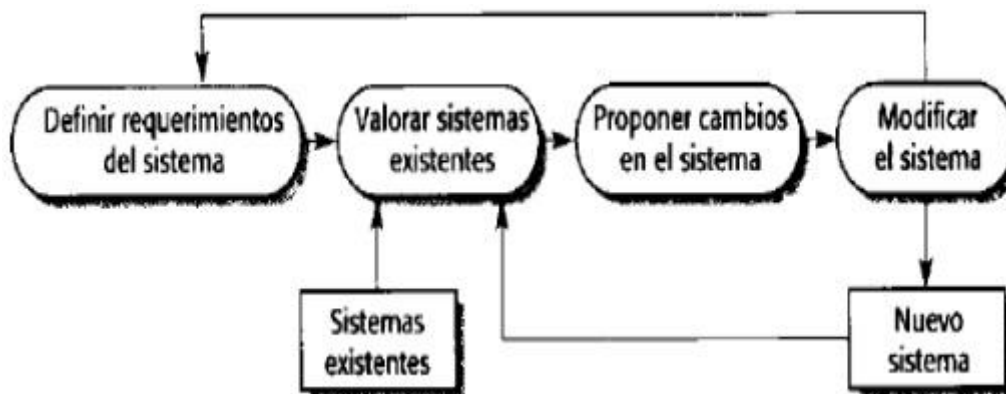 Definir requerimientos
del sistema
Valorar sistemas
existentes
Proponer cambios
en el sistema
Modificar
el sistema
Sistemas
existentes
Nuevo
sistema